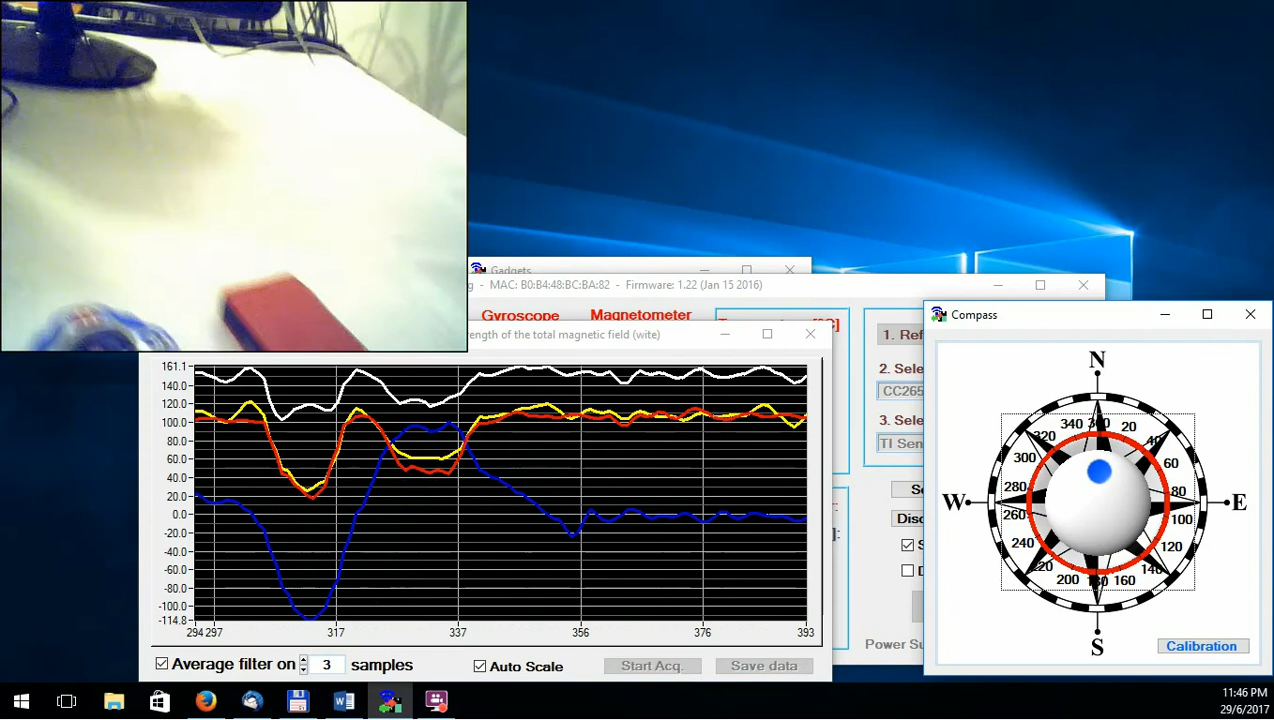 Gadgets
g - MAC: B0:B4:48:BC:BA:82 - Firmware: 1.22 (Jan 15 2016)
Gyroscope
Magnetometer
rength of the total magnetic field (wite)
161.1
140.0
120.0
100.0
80.0
60.0
40.0
20.0
0.0
-20.0
-40.0
-60.0
-80.0
-100.0
-114.8
294 297 317 337 356 376 393
Average filter on 3 samples
Auto Scale
Start Acq.
Save data
1. Ref
2. Sele
CC265
3. Selec
TI Sen
Se
Disc
Power Su
Compass
N
340 360 20
320 40
300 60
280 80
W E
260 100
240 120
220 140
200 180 160
S
Calibration
11:46 PM
29/6/2017